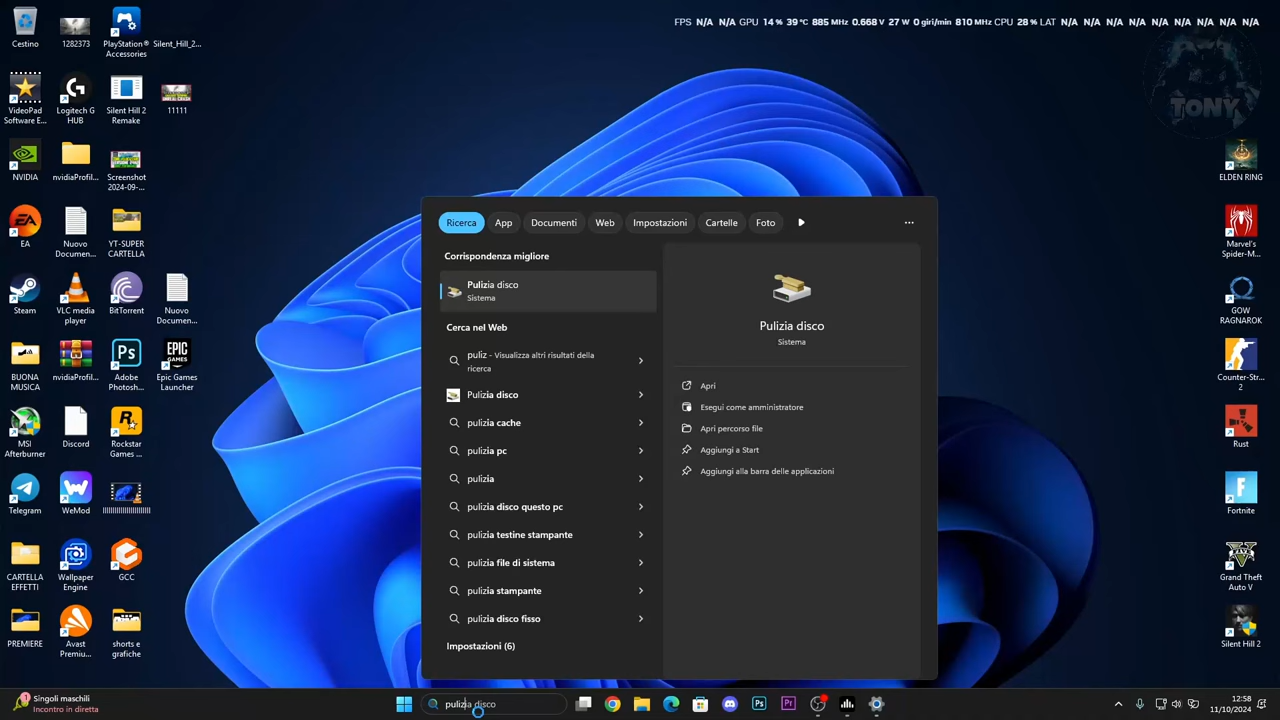 FPS N/A N/A GPU 14 % 39 °C 885 MHz 0.668 V 27 W 0 giri/min 810 MHz CPU 28 % LAT N/A N/A N/A N/A N/A N/A N/A N/A N/A
TONY
Cestino
1282373
PlayStation®
Accessories
Silent_Hill_2...
VideoPad
Software E...
Logitech G
HUB
Silent Hill 2
Remake
11111
NVIDIA
nvidiaProfil...
Screenshot
2024-09-...
EA
Nuovo
Documen...
YT-SUPER
CARTELLA
Steam
VLC media
player
BitTorrent
Nuovo
Documen...
BUONA
MUSICA
nvidiaProfil...
Adobe
Photosh...
Epic Games
Launcher
MSI
Afterburner
Discord
Rockstar
Games ...
Telegram
WeMod
CARTELLA
EFFETTI
Wallpaper
Engine
GCC
PREMIERE
Avast
Premiu...
shorts e
grafiche
ELDEN RING
Marvel's
Spider-M...
GOW
RAGNAROK
Counter-Str...
2
Rust
Fortnite
Grand Theft
Auto V
Silent Hill 2
Ricerca
App
Documenti
Web
Impostazioni
Cartelle
Foto
Corrispondenza migliore
Pulizia disco
Sistema
Cerca nel Web
puliz - Visualizza altri risultati della
ricerca
Pulizia disco
pulizia cache
pulizia pc
pulizia
pulizia disco questo pc
pulizia testine stampante
pulizia file di sistema
pulizia stampante
pulizia disco fisso
Impostazioni (6)
Pulizia disco
Sistema
Apri
Esegui come amministratore
Apri percorso file
Aggiungi a Start
Aggiungi alla barra delle applicazioni
1
Singoli maschili
Incontro in diretta
pulizia disco
12:58
11/10/2024